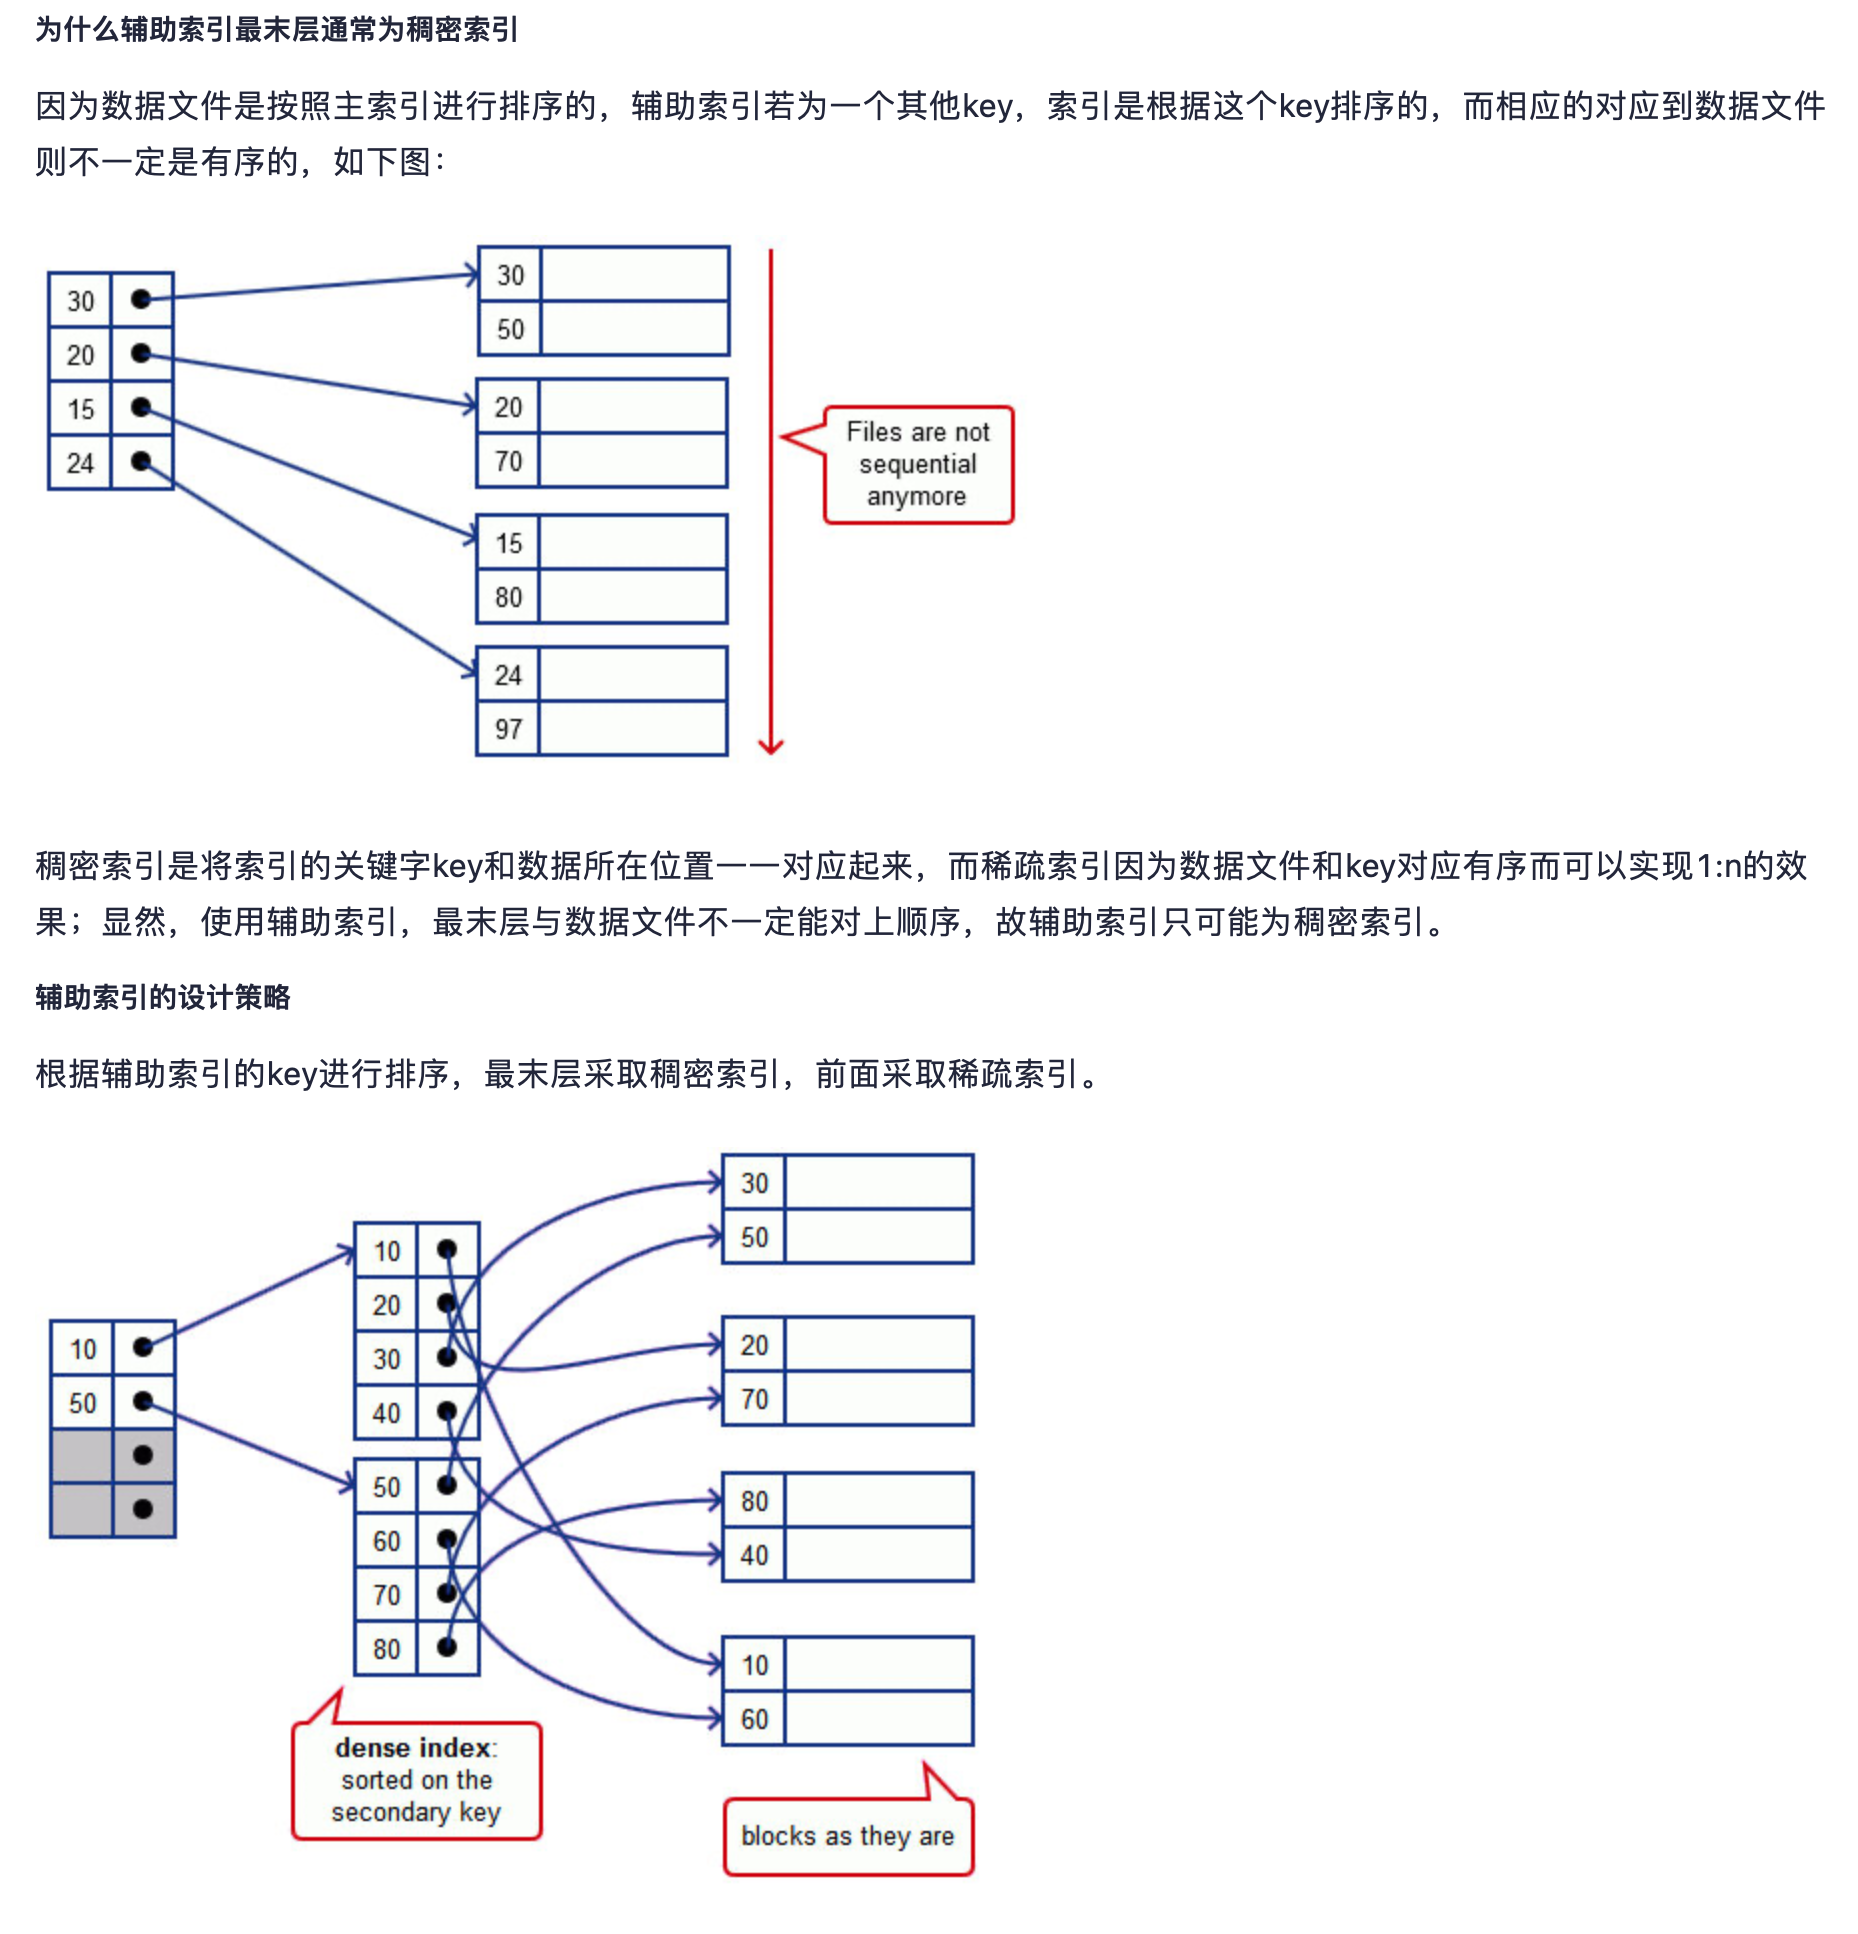 为什么辅助索引最末层通常为稠密索引
因为数据文件是按照主索引进行排序的，辅助索引若为一个其他key，索引是根据这个key排序的，而相应的对应到数据文件
则不一定是有序的，如下图：
30
20
15
24
30
50
20
70
15
80
24
97
Files are not
sequential
anymore
稠密索引是将索引的关键字key和数据所在位置一一对应起来，而稀疏索引因为数据文件和key对应有序而可以实现1:n的效
果；显然，使用辅助索引，最末层与数据文件不一定能对上顺序，故辅助索引只可能为稠密索引。
辅助索引的设计策略
根据辅助索引的key进行排序，最末层采取稠密索引，前面采取稀疏索引。
10
50
10
20
30
40
50
60
70
80
30
50
20
70
80
40
10
60
dense index:
sorted on the
secondary key
blocks as they are